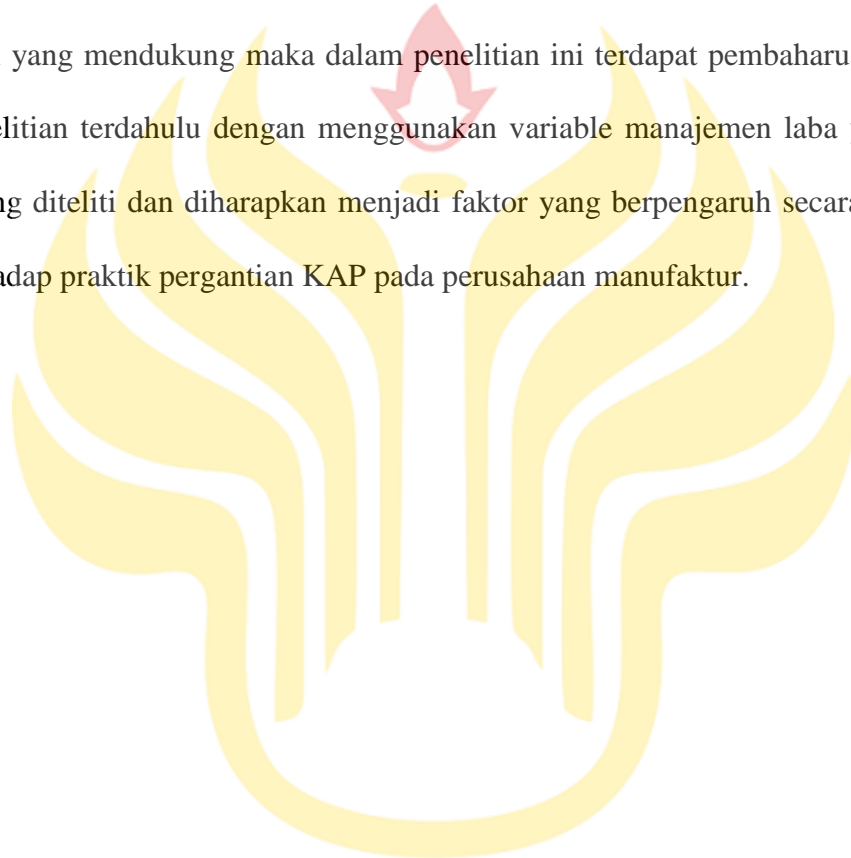 yang mendukung maka dalam penelitian ini terdapat pembaharu
elitian terdahulu dengan menggunakan variable manajemen laba
ng diteliti dan diharapkan menjadi faktor yang berpengaruh secara
adap praktik pergantian KAP pada perusahaan manufaktur.